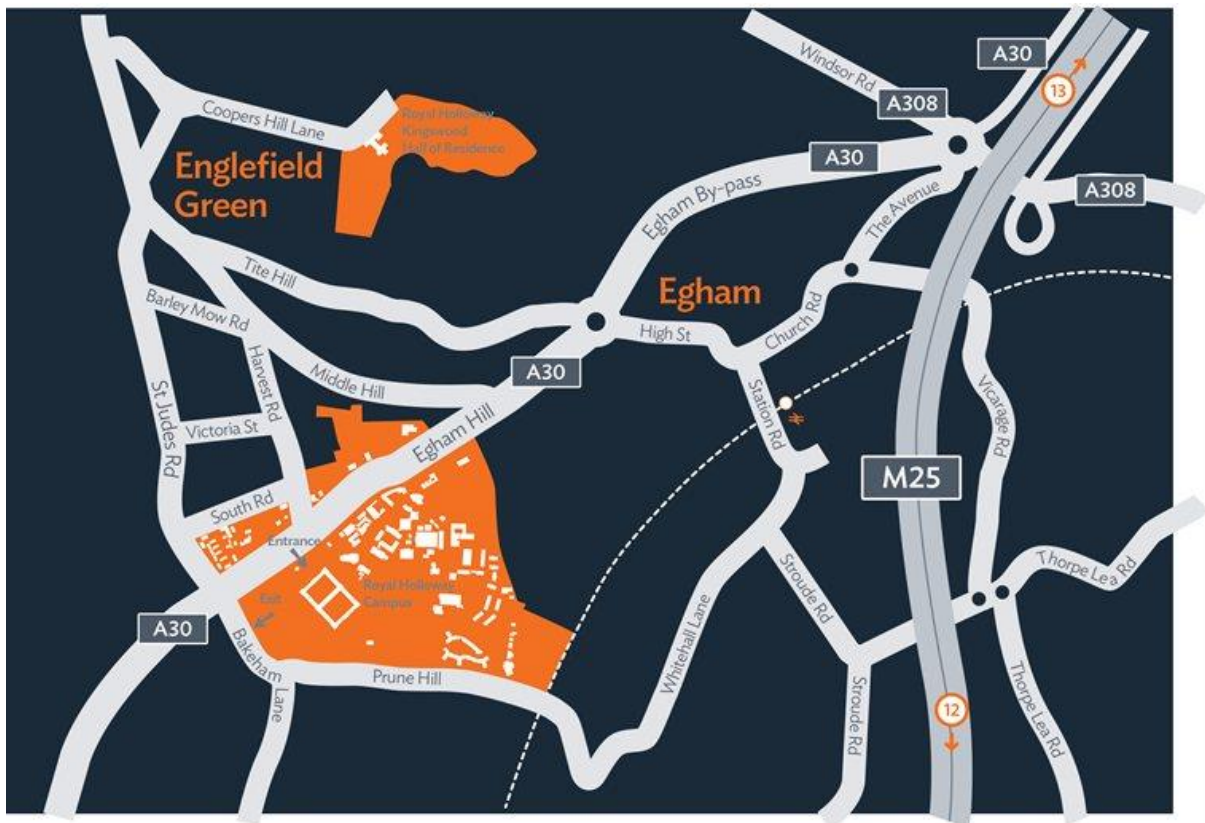 A30
13
Windsor Rd
A308
Coopers Hill Lane
Royal Holloway
Kingswood
Hall of Residence
A30
Englefield
Green
A308
Egham By-pass
The Avenue
Tite Hill
Egham
Barley Mow Rd
High St
Church Rd
A30
Middle Hill
Harvest Rd
St Judes Rd
Station Rd
Vicarage Rd
Victoria St
Egham Hill
M25
South Rd
Entrance
Royal Holloway
Campus
Exit
Stroude Rd
Thorpe Lea Rd
A30
Bakeham
Lane
Prune Hill
Whitehall Lane
Stroude Rd
Thorpe Lea Rd
12